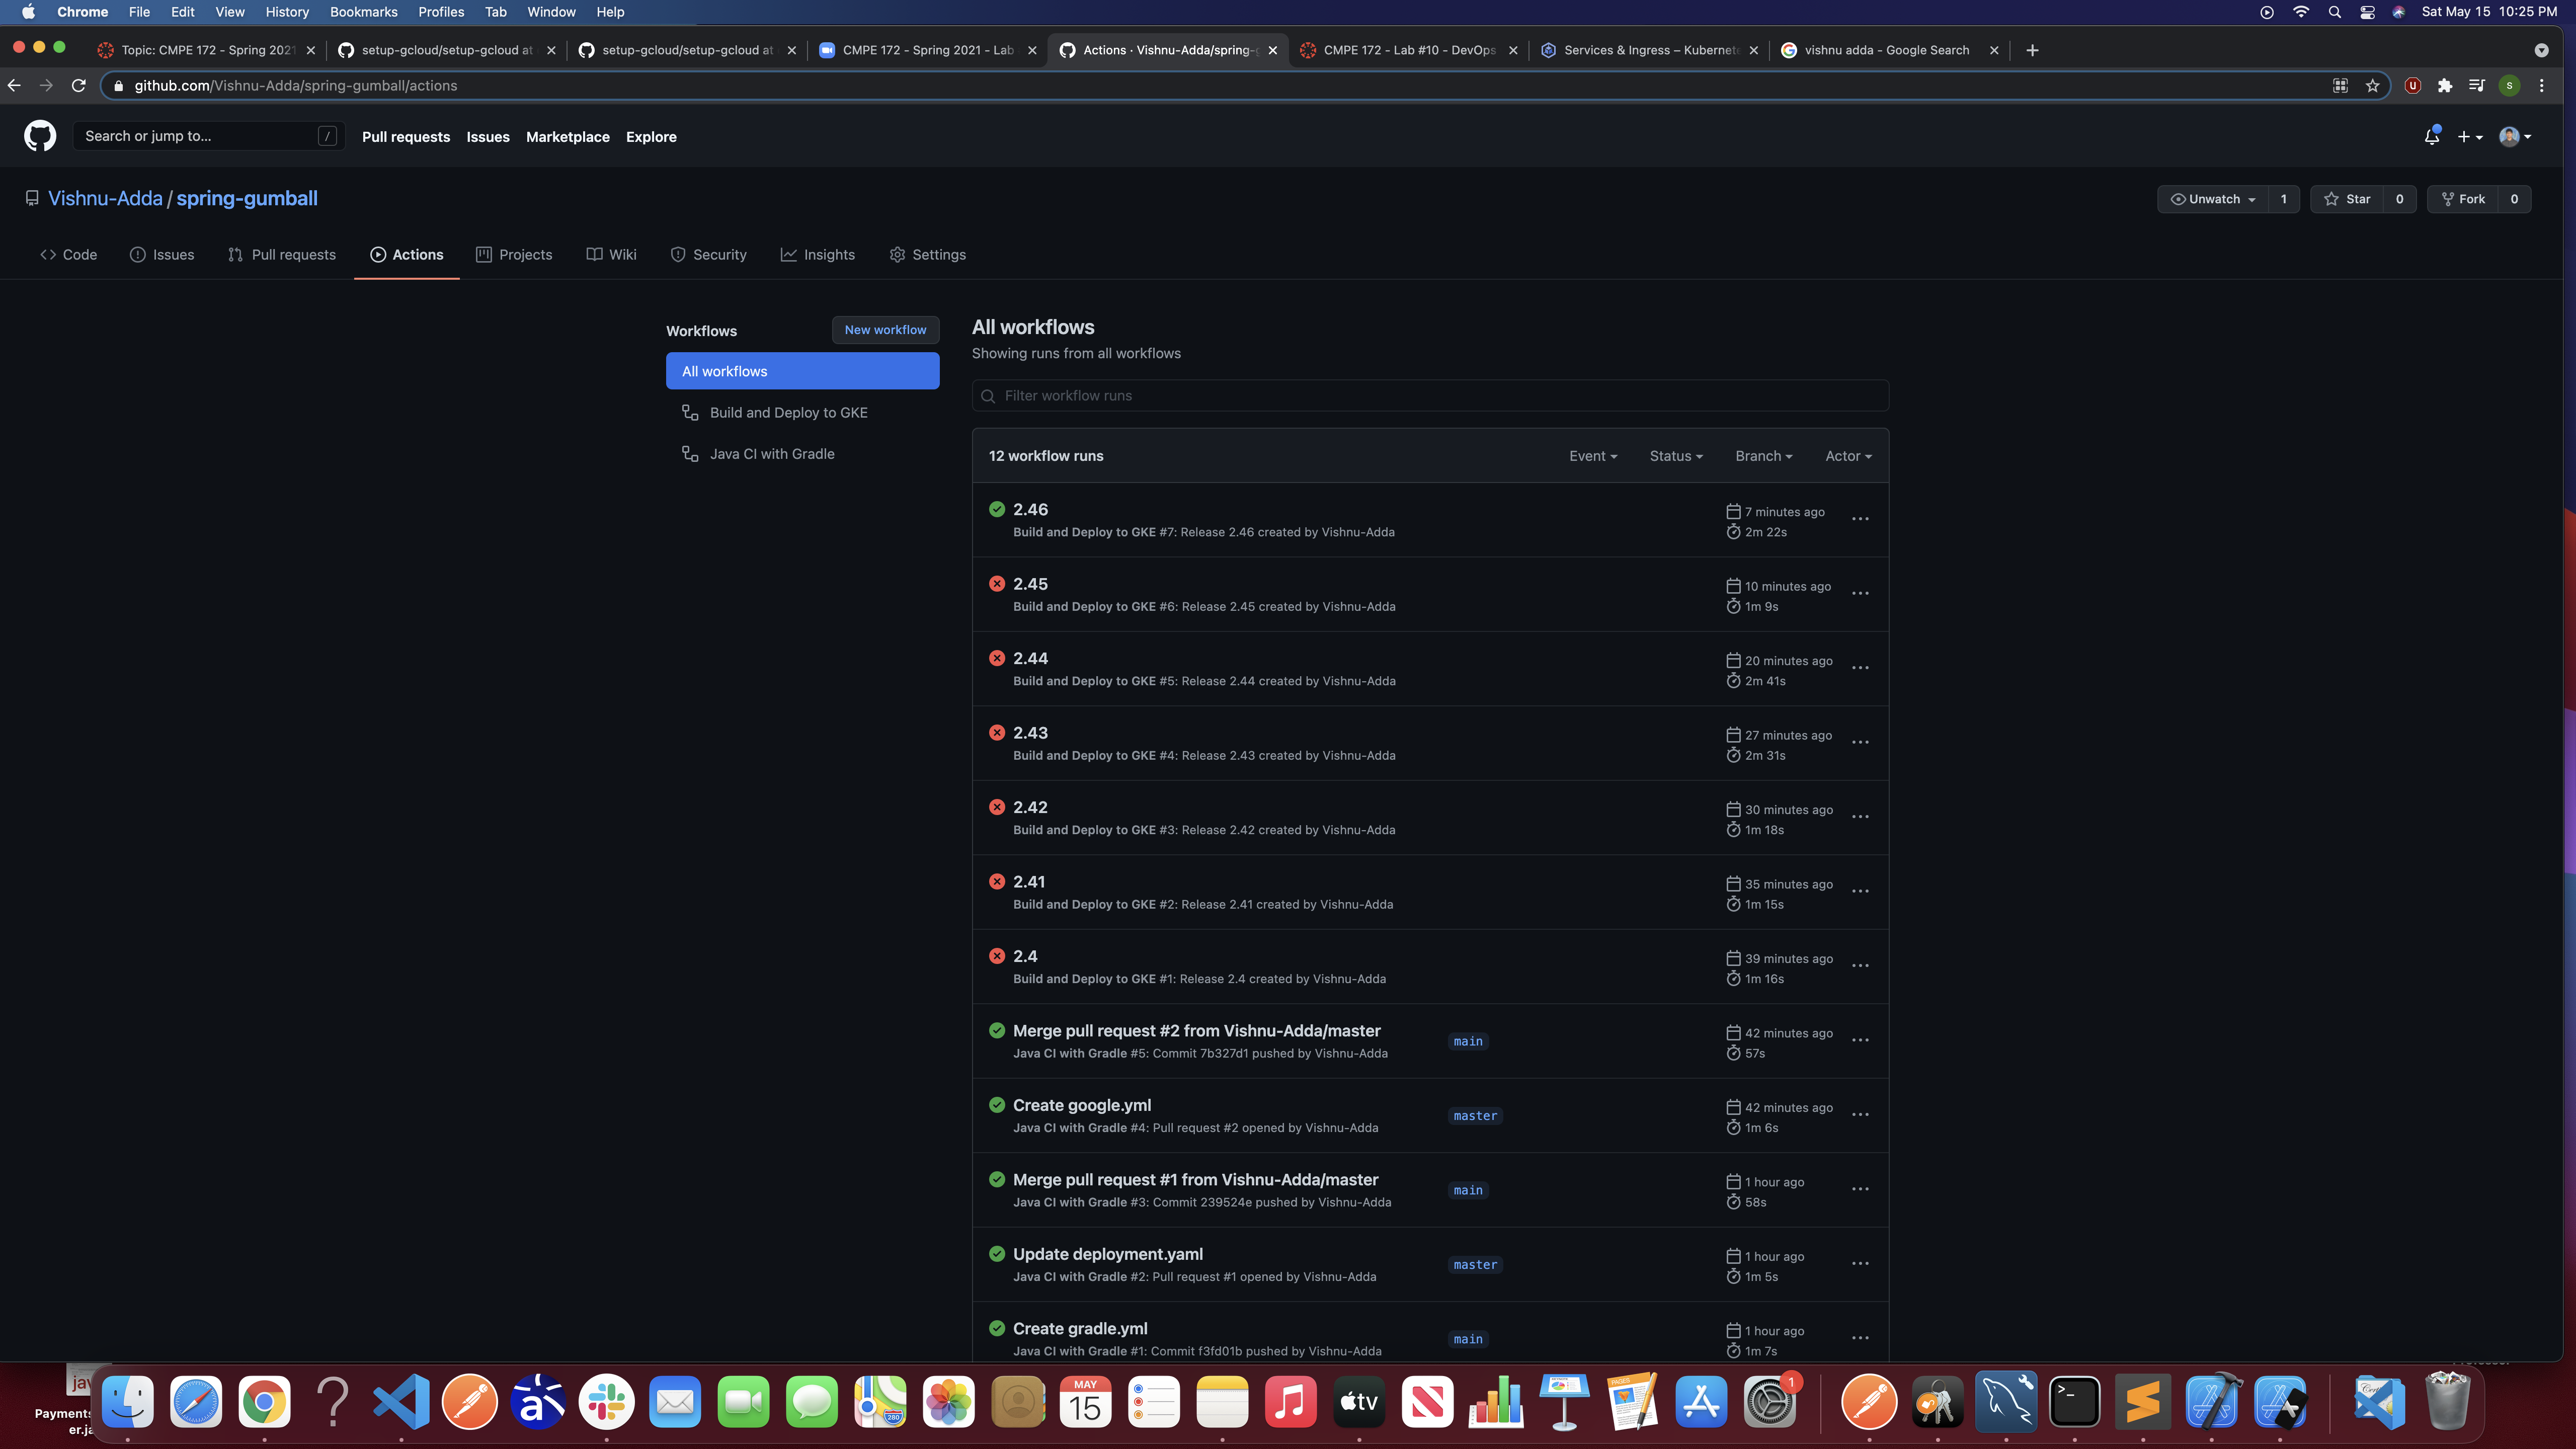 Chrome File Edit View History Bookmarks Profiles Tab Window Help Sat May 15 10:25 PM
Topic: CMPE 172 - Spring 2021 setup-gcloud/setup-gcloud at setup-gcloud/setup-gcloud at CMPE 172 - Spring 2021 - Lab Actions · Vishnu-Adda/spring-g CMPE 172 - Lab #10 - DevOps Services & Ingress – Kubernete vishnu adda - Google Search
github.com/Vishnu-Adda/spring-gumball/actions
Search or jump to... / Pull requests Issues Marketplace Explore
Vishnu-Adda / spring-gumball Unwatch 1 Star 0 Fork 0
Code Issues Pull requests Actions Projects Wiki Security Insights Settings
Workflows New workflow
All workflows
Build and Deploy to GKE
Java CI with Gradle
All workflows
Showing runs from all workflows
Filter workflow runs
12 workflow runs Event Status Branch Actor
2.46 7 minutes ago
Build and Deploy to GKE #7: Release 2.46 created by Vishnu-Adda 2m 22s
2.45 10 minutes ago
Build and Deploy to GKE #6: Release 2.45 created by Vishnu-Adda 1m 9s
2.44 20 minutes ago
Build and Deploy to GKE #5: Release 2.44 created by Vishnu-Adda 2m 41s
2.43 27 minutes ago
Build and Deploy to GKE #4: Release 2.43 created by Vishnu-Adda 2m 31s
2.42 30 minutes ago
Build and Deploy to GKE #3: Release 2.42 created by Vishnu-Adda 1m 18s
2.41 35 minutes ago
Build and Deploy to GKE #2: Release 2.41 created by Vishnu-Adda 1m 15s
2.4 39 minutes ago
Build and Deploy to GKE #1: Release 2.4 created by Vishnu-Adda 1m 16s
Merge pull request #2 from Vishnu-Adda/master main 42 minutes ago
Java CI with Gradle #5: Commit 7b327d1 pushed by Vishnu-Adda 57s
Create google.yml master 42 minutes ago
Java CI with Gradle #4: Pull request #2 opened by Vishnu-Adda 1m 6s
Merge pull request #1 from Vishnu-Adda/master main 1 hour ago
Java CI with Gradle #3: Commit 239524e pushed by Vishnu-Adda 58s
Update deployment.yaml master 1 hour ago
Java CI with Gradle #2: Pull request #1 opened by Vishnu-Adda 1m 5s
Create gradle.yml main 1 hour ago
Java CI with Gradle #1: Commit f3fd01b pushed by Vishnu-Adda 1m 7s
jav
Payments
er.ja
MAY
15
280
tv
PAGES
1